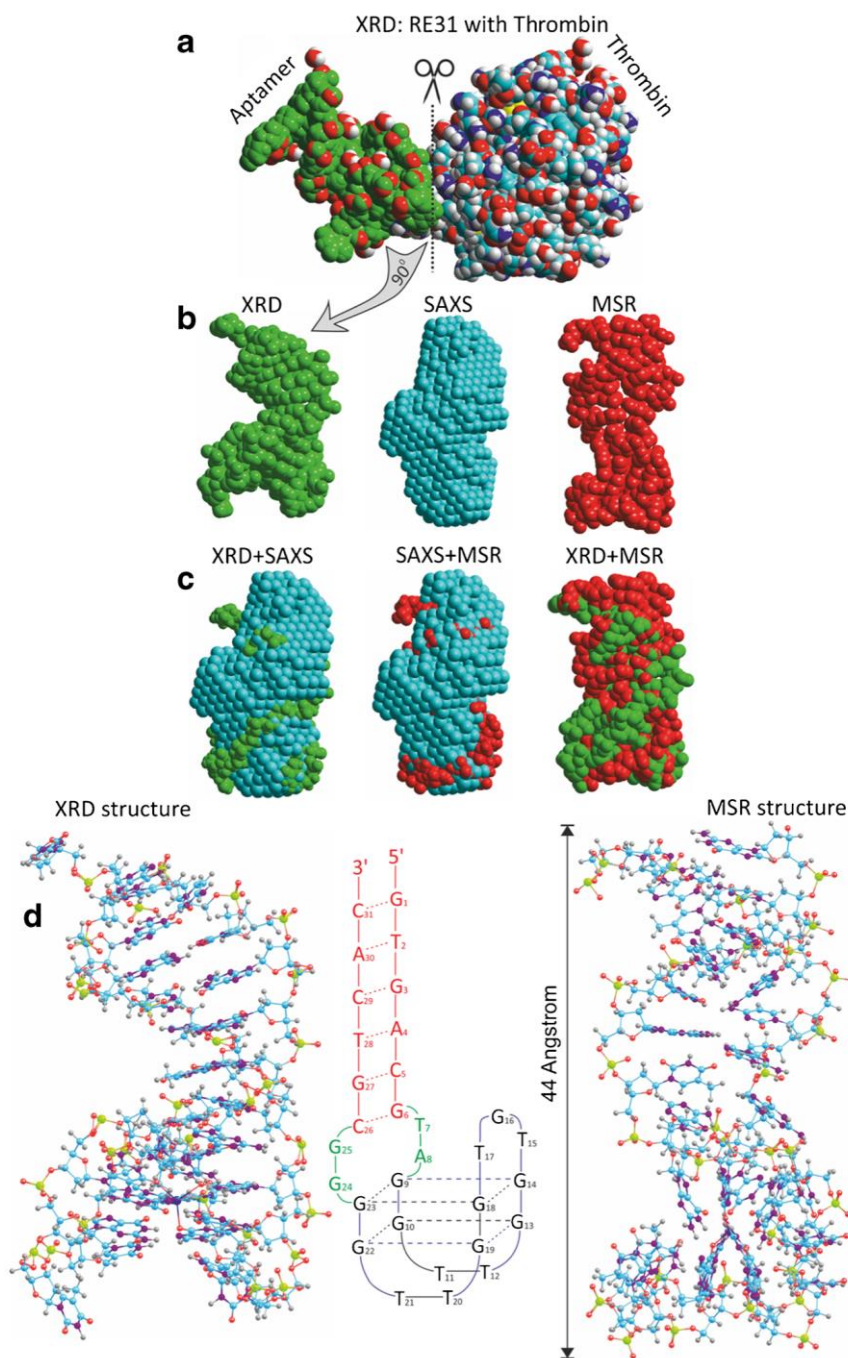 XRD: RE31 with Thrombin
a
Aptamer
Thrombin
90°
b
XRD
SAXS
MSR
c
XRD+SAXS
SAXS+MSR
XRD+MSR
XRD structure
MSR structure
d
3'
5'
C31
G1
A30
T2
C29
G3
T28
A4
G27
C5
C26
G6
T7
A8
G25
G24
G16
T17
T15
G9
G14
G23
G18
G10
G13
G22
G19
T11
T12
T21
T20
44 Angstrom